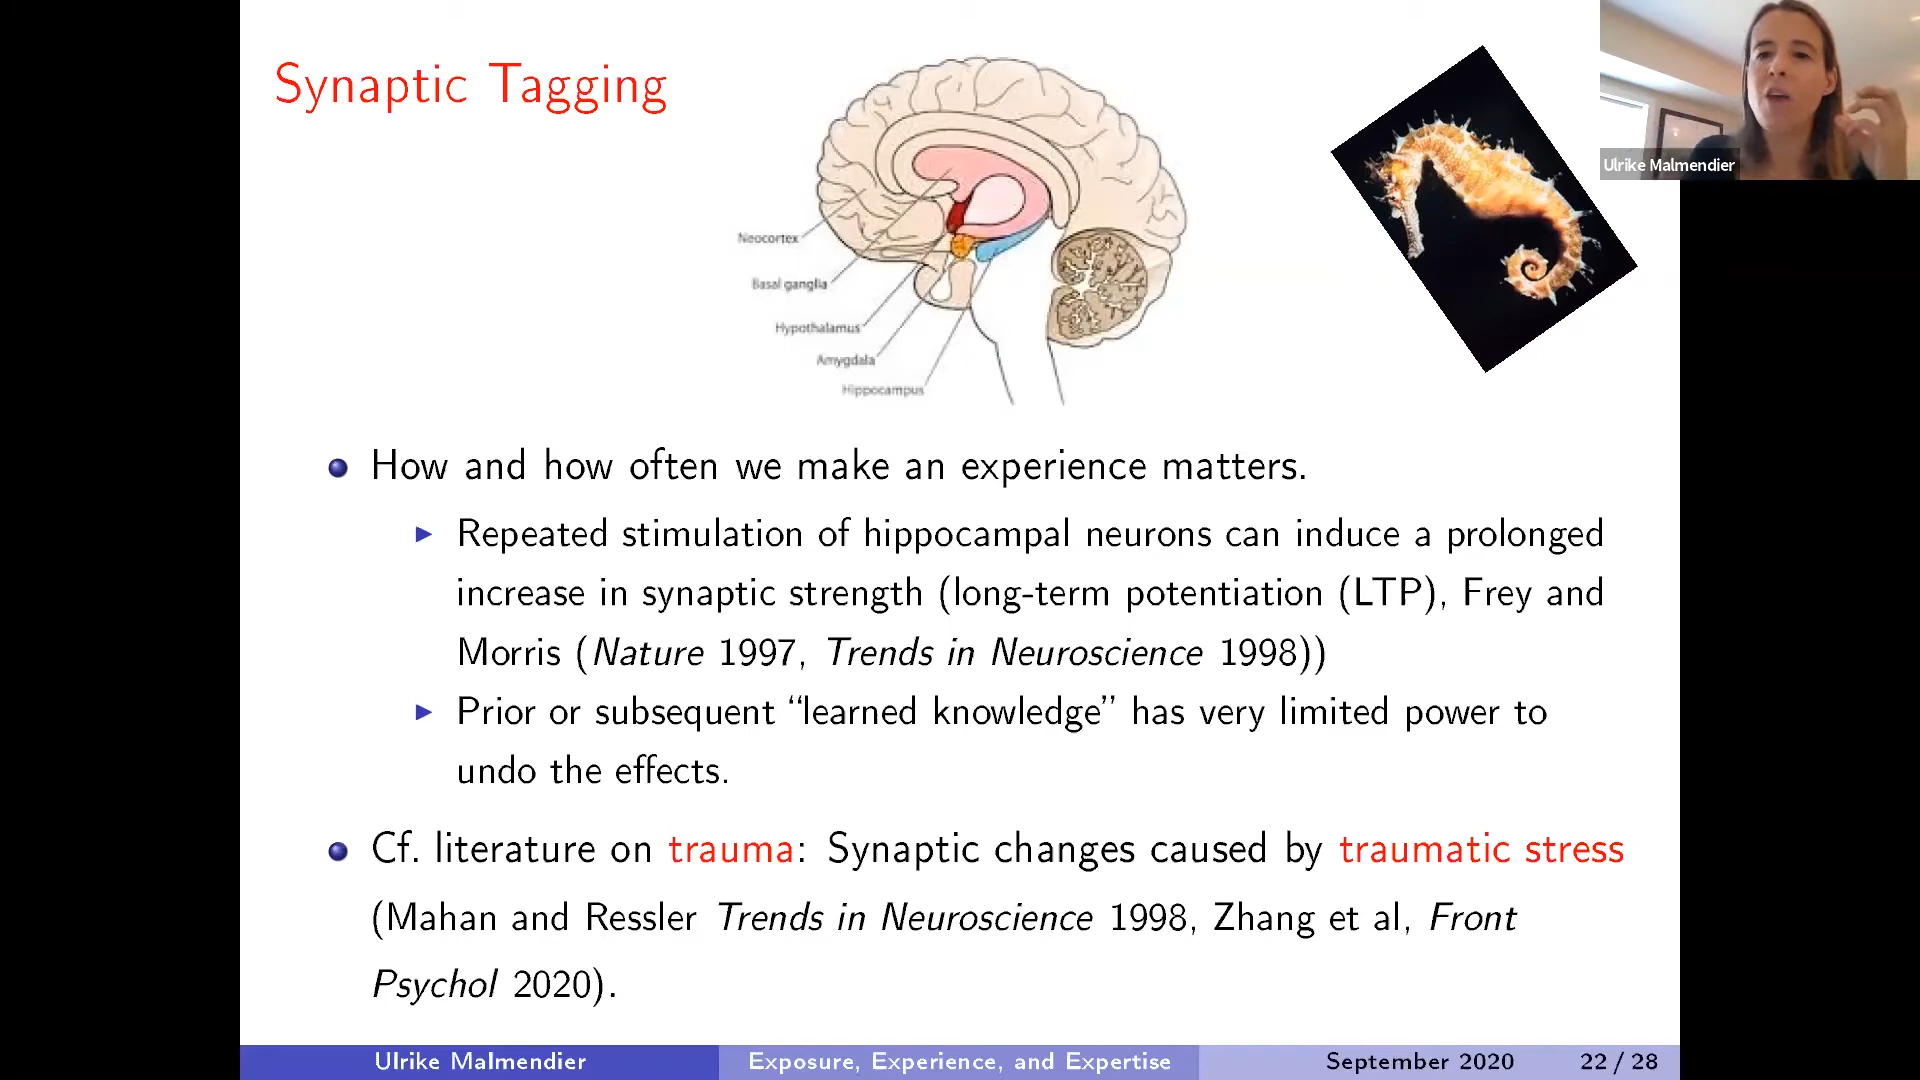 Synaptic Tagging
Ulrike Malmendier
Neocortex
Basal ganglia
Hypothalamus
Amygdala
Hippocampus
How and how often we make an experience matters.
Repeated stimulation of hippocampal neurons can induce a prolonged
increase in synaptic strength (long-term potentiation (LTP), Frey and
Morris (Nature 1997, Trends in Neuroscience 1998))
Prior or subsequent “learned knowledge” has very limited power to
undo the effects.
Cf. literature on trauma: Synaptic changes caused by traumatic stress
(Mahan and Ressler Trends in Neuroscience 1998, Zhang et al, Front
Psychol 2020).
Ulrike Malmendier Exposure, Experience, and Expertise September 2020 22 / 28